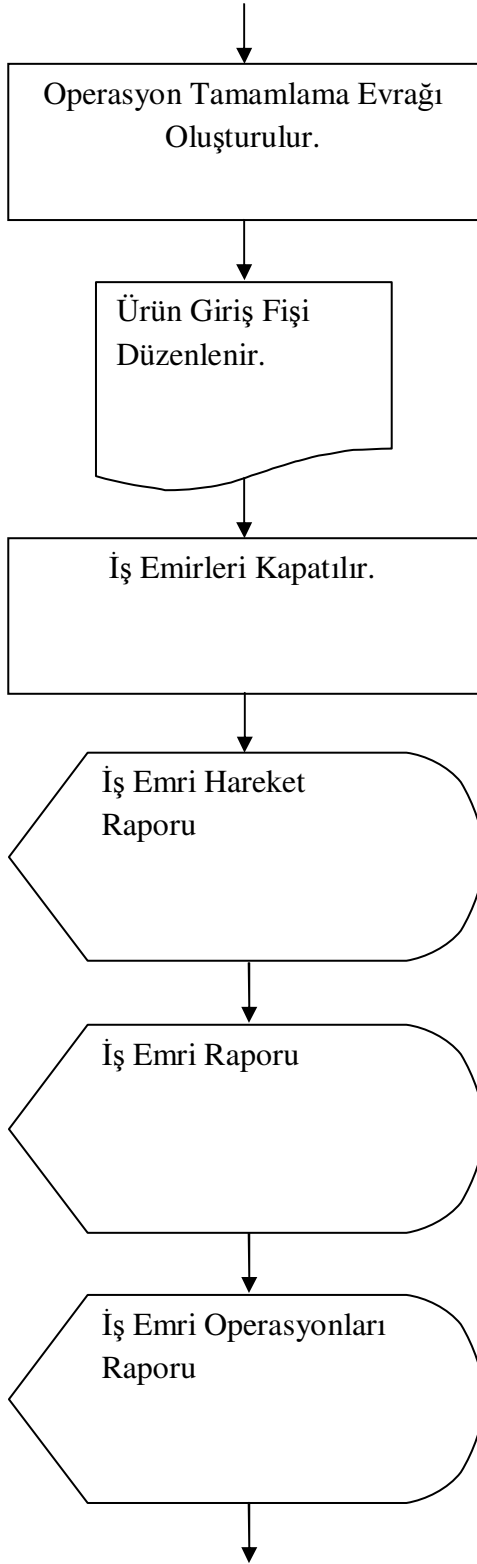 Operasyon Tamamlama Evrağı
Oluşturulur.
Ürün Giriş Fişi
Düzenlenir.
İş Emirleri Kapatılır.
İş Emri Hareket
Raporu
İş Emri Raporu
İş Emri Operasyonları
Raporu